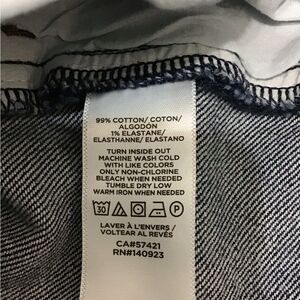 99% COTTON/ COTON/
ALGODON
1% ELASTANE/
ELASTHANNE/ ELASTANO
TURN INSIDE OUT
MACHINE WASH COLD
WITH LIKE COLORS
ONLY NON-CHLORINE
BLEACH WHEN NEEDED
TUMBLE DRY LOW
WARM IRON WHEN NEEDED
30 P
LAVER À L'ENVERS /
VOLTEAR AL REVÉS
CA#57421
RN#140923